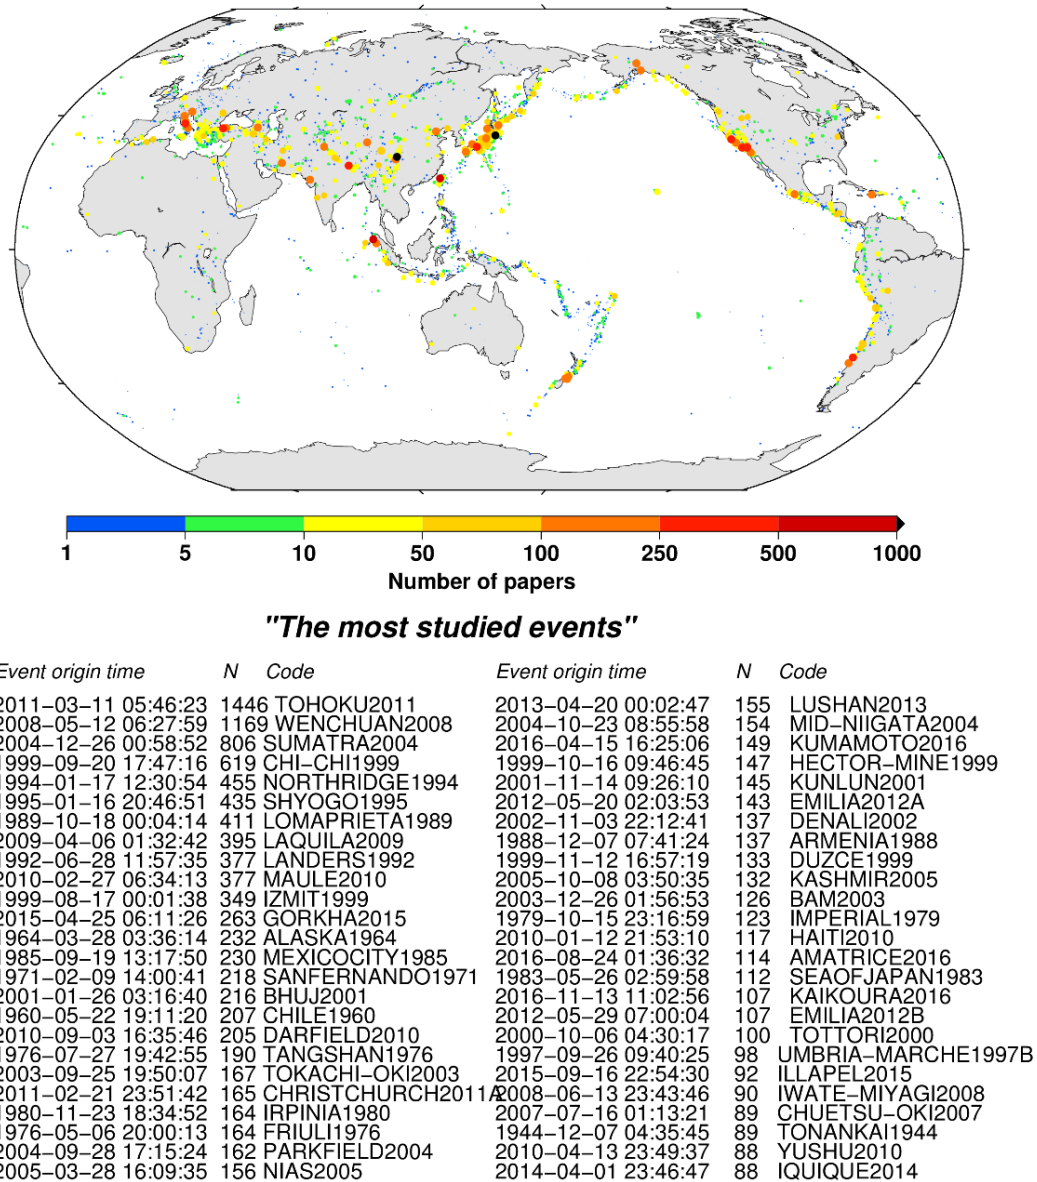 1 5 10 50 100 250 500 1000
Number of papers
"The most studied events"
Event origin time N Code
2011-03-11 05:46:23 1446 TOHOKU2011
2008-05-12 06:27:59 1169 WENCHUAN2008
2004-12-26 00:58:52 806 SUMATRA2004
1999-09-20 17:47:16 619 CHI-CHI1999
1994-01-17 12:30:54 455 NORTHRIDGE1994
1995-01-16 20:46:51 435 SHYOGO1995
1989-10-18 00:04:14 411 LOMAPRIETA1989
2009-04-06 01:32:42 395 LAQUILA2009
1992-06-28 11:57:35 377 LANDERS1992
2010-02-27 06:34:13 377 MAULE2010
1999-08-17 00:01:38 349 IZMIT1999
2015-04-25 06:11:26 263 GORKHA2015
1964-03-28 03:36:14 232 ALASKA1964
1985-09-19 13:17:50 230 MEXICOCITY1985
1971-02-09 14:00:41 218 SANFERNANDO1971
2001-01-26 03:16:40 216 BHUJ2001
1960-05-22 19:11:20 207 CHILE1960
2010-09-03 16:35:46 205 DARFIELD2010
1976-07-27 19:42:55 190 TANGSHAN1976
2003-09-25 19:50:07 167 TOKACHI-OKI2003
2011-02-21 23:51:42 165 CHRISTCHURCH2011A
1980-11-23 18:34:52 164 IRPINIA1980
1976-05-06 20:00:13 164 FRIULI1976
2004-09-28 17:15:24 162 PARKFIELD2004
2005-03-28 16:09:35 156 NIAS2005
Event origin time N Code
2013-04-20 00:02:47 155 LUSHAN2013
2004-10-23 08:55:58 154 MID-NIIGATA2004
2016-04-15 16:25:06 149 KUMAMOTO2016
1999-10-16 09:46:45 147 HECTOR-MINE1999
2001-11-14 09:26:10 145 KUNLUN2001
2012-05-20 02:03:53 143 EMILIA2012A
2002-11-03 22:12:41 137 DENALI2002
1988-12-07 07:41:24 137 ARMENIA1988
1999-11-12 16:57:19 133 DUZCE1999
2005-10-08 03:50:35 132 KASHMIR2005
2003-12-26 01:56:53 126 BAM2003
1979-10-15 23:16:59 123 IMPERIAL1979
2010-01-12 21:53:10 117 HAITI2010
2016-08-24 01:36:32 114 AMATRICE2016
1983-05-26 02:59:58 112 SEAOFJAPAN1983
2016-11-13 11:02:56 107 KAIKOURA2016
2012-05-29 07:00:04 107 EMILIA2012B
2000-10-06 04:30:17 100 TOTTORI2000
1997-09-26 09:40:25 98 UMBRIA-MARCHE1997B
2015-09-16 22:54:30 92 ILLAPEL2015
2008-06-13 23:43:46 90 IWATE-MIYAGI2008
2007-07-16 01:13:21 89 CHUETSU-OKI2007
1944-12-07 04:35:45 89 TONANKAI1944
2010-04-13 23:49:37 88 YUSHU2010
2014-04-01 23:46:47 88 IQUIQUE2014